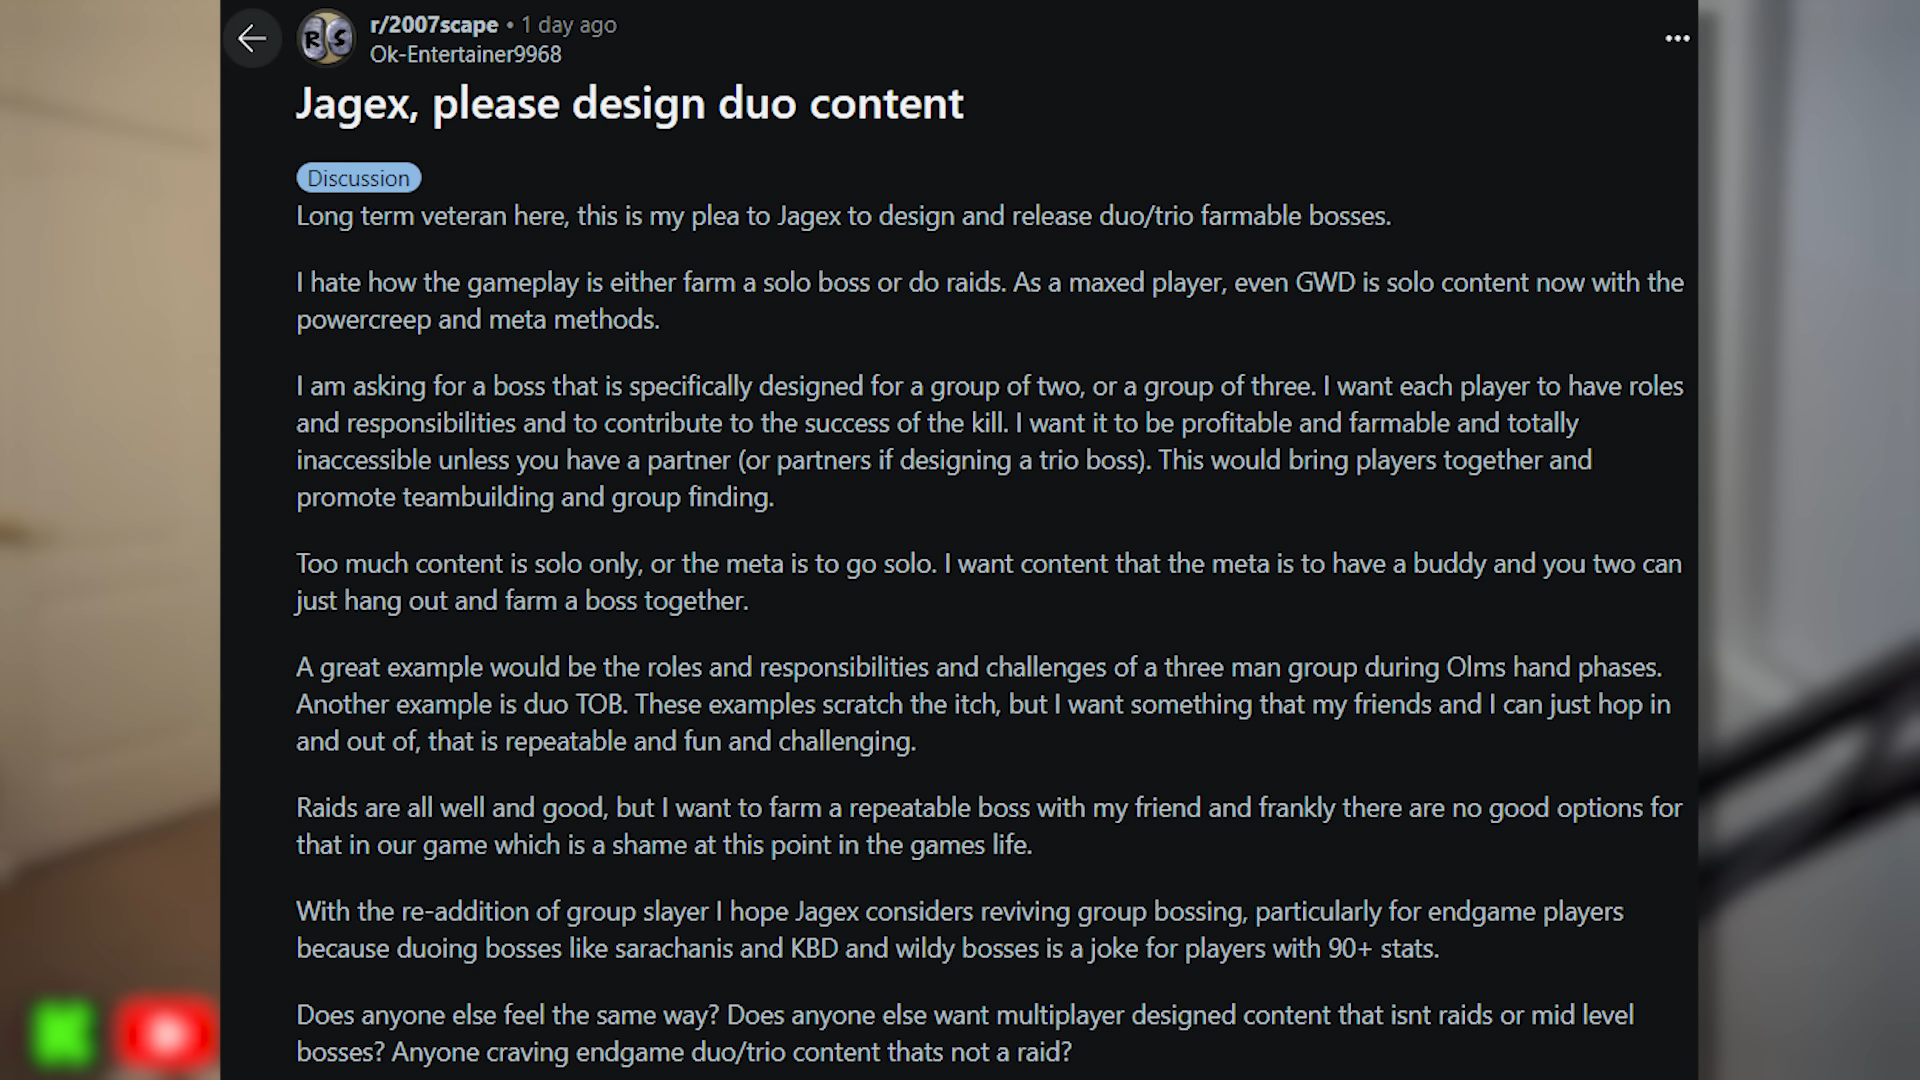 r/2007scape • 1 day ago
Ok-Entertainer9968
Jagex, please design duo content
Discussion
Long term veteran here, this is my plea to Jagex to design and release duo/trio farmable bosses.
I hate how the gameplay is either farm a solo boss or do raids. As a maxed player, even GWD is solo content now with the
powercreep and meta methods.
I am asking for a boss that is specifically designed for a group of two, or a group of three. I want each player to have roles
and responsibilities and to contribute to the success of the kill. I want it to be profitable and farmable and totally
inaccessible unless you have a partner (or partners if designing a trio boss). This would bring players together and
promote teambuilding and group finding.
Too much content is solo only, or the meta is to go solo. I want content that the meta is to have a buddy and you two can
just hang out and farm a boss together.
A great example would be the roles and responsibilities and challenges of a three man group during Olms hand phases.
Another example is duo TOB. These examples scratch the itch, but I want something that my friends and I can just hop in
and out of, that is repeatable and fun and challenging.
Raids are all well and good, but I want to farm a repeatable boss with my friend and frankly there are no good options for
that in our game which is a shame at this point in the games life.
With the re-addition of group slayer I hope Jagex considers reviving group bossing, particularly for endgame players
because duoing bosses like sarachanis and KBD and wildy bosses is a joke for players with 90+ stats.
Does anyone else feel the same way? Does anyone else want multiplayer designed content that isnt raids or mid level
bosses? Anyone craving endgame duo/trio content thats not a raid?